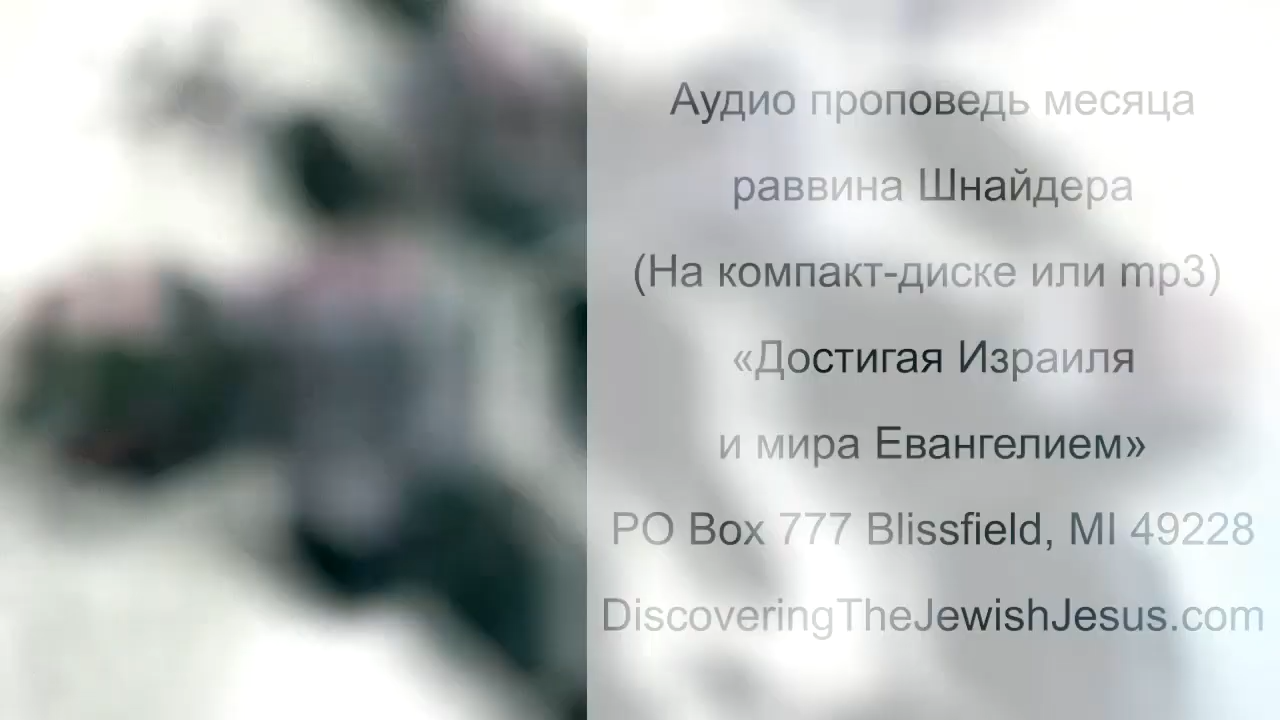 Аудио проповедь месяца
раввина Шнайдера
(На компакт-диске или mp3)
«Достигая Израиля
и мира Евангелием»
PO Box 777 Blissfield, MI 49228
DiscoveringTheJewishJesus.com